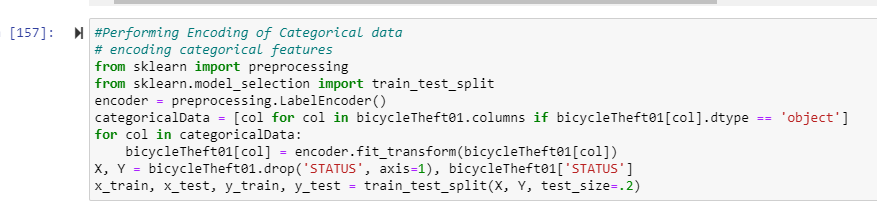 [157]:
#Performing Encoding of Categorical data
# encoding categorical features
from sklearn import preprocessing
from sklearn.model_selection import train_test_split
encoder = preprocessing.LabelEncoder()
categoricalData = [col for col in bicycleTheft01.columns if bicycleTheft01[col].dtype == 'object']
for col in categoricalData:
    bicycleTheft01[col] = encoder.fit_transform(bicycleTheft01[col])
X, Y = bicycleTheft01.drop('STATUS', axis=1), bicycleTheft01['STATUS']
x_train, x_test, y_train, y_test = train_test_split(X, Y, test_size=.2)